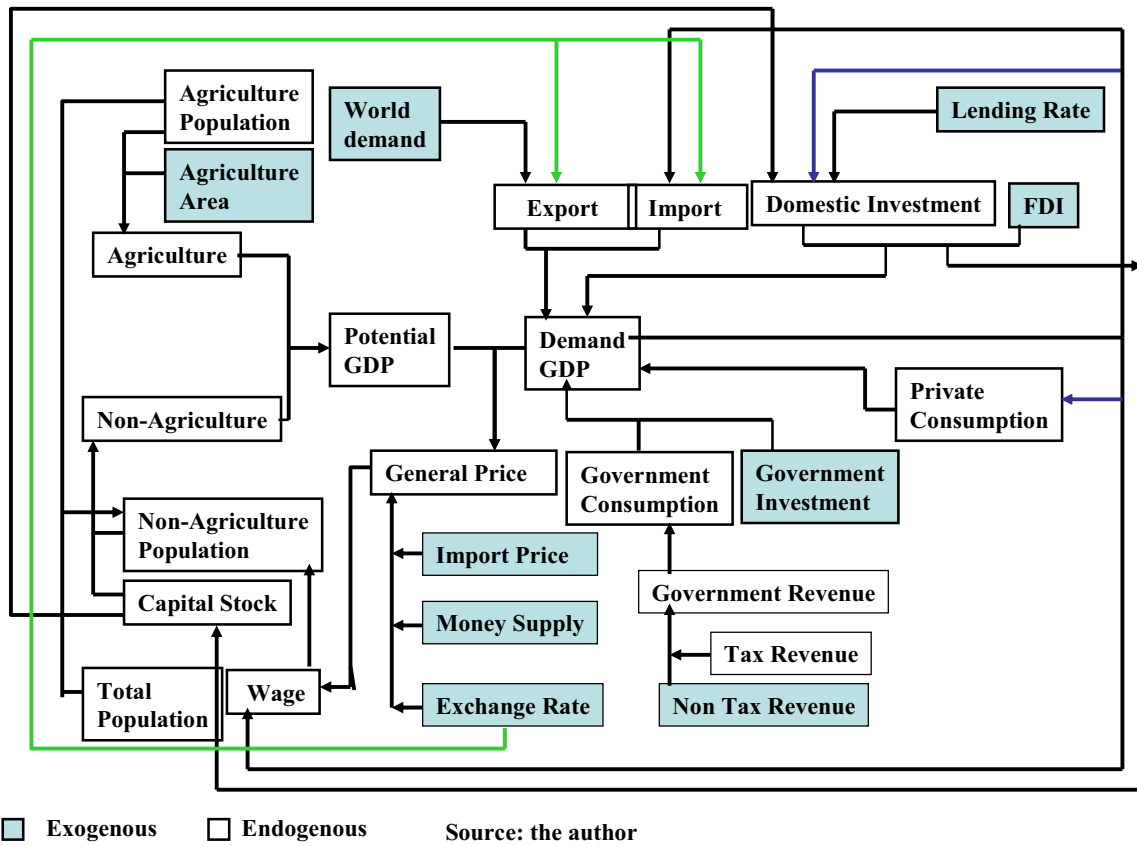 Agriculture
Population
World
demand
Lending Rate
Agriculture
Area
Export
Import
Domestic Investment
FDI
Agriculture
Potential
GDP
Demand
GDP
Private
Consumption
Non-Agriculture
General Price
Government
Consumption
Government
Investment
Non-Agriculture
Population
Import Price
Capital Stock
Government Revenue
Money Supply
Tax Revenue
Total
Population
Wage
Exchange Rate
Non Tax Revenue
Exogenous
Endogenous
Source: the author